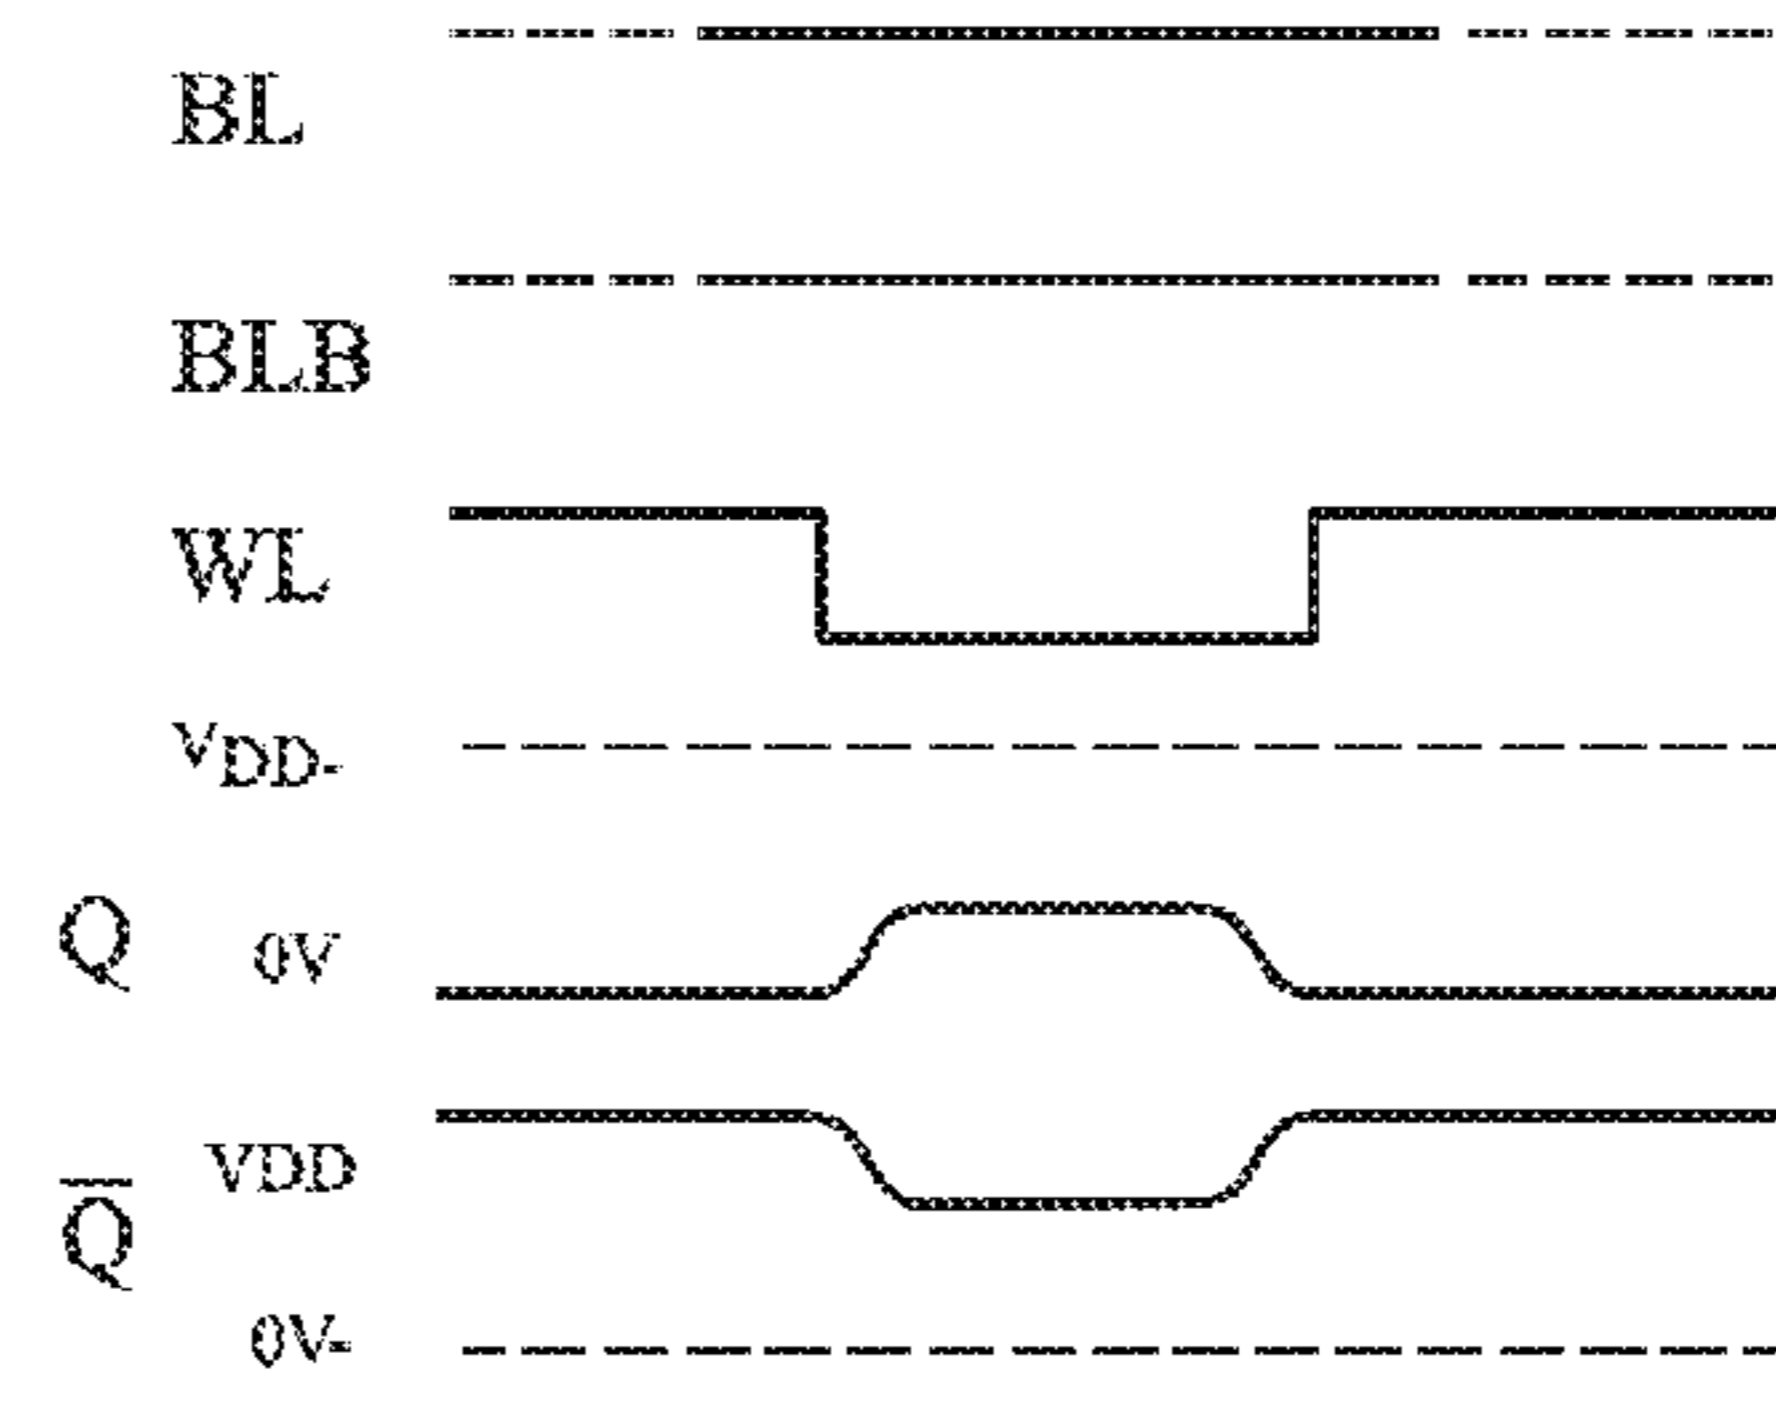 BL
BLB
WL
VDD-
Q 0V
VDD
Q̅
0V-